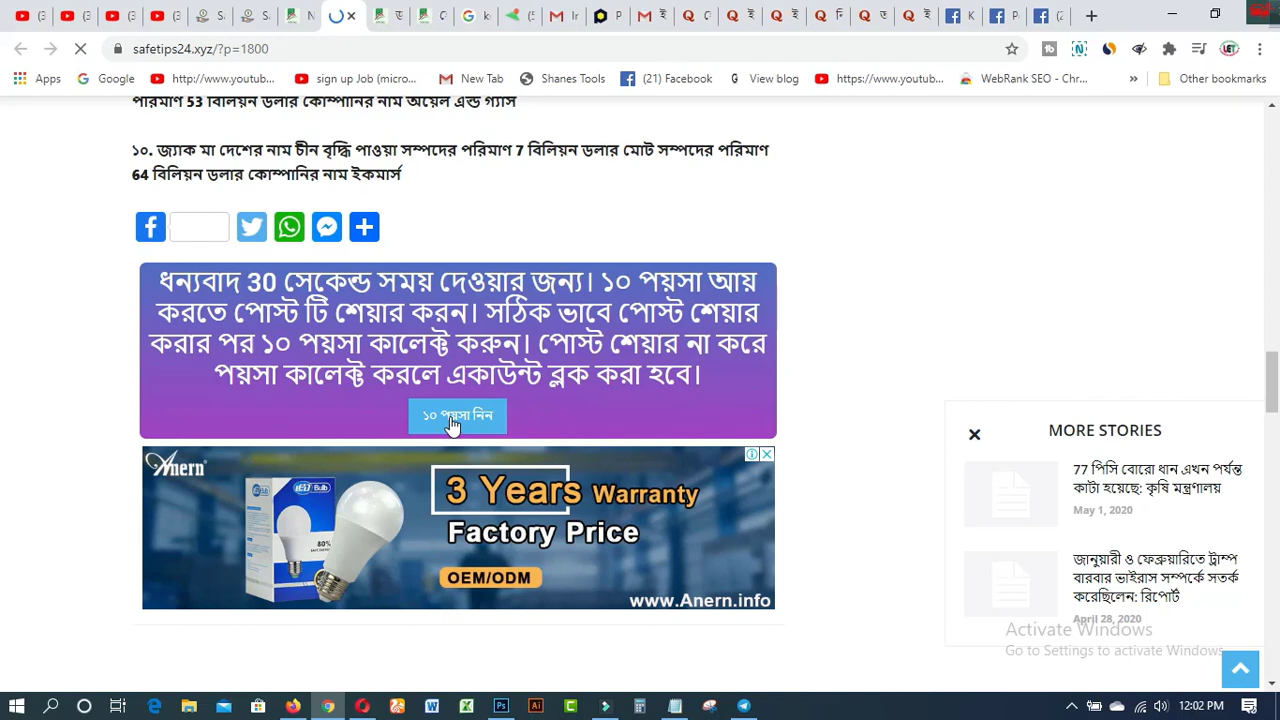 safetips24.xyz/?p=1800
Apps
Google
http://www.youtub...
sign up Job (micro...
New Tab
Shanes Tools
(21) Facebook
View blog
https://www.youtu...
WebRank SEO - Chr...
Other bookmarks
পরিমাণ 53 বিলিয়ন ডলার কোম্পানির নাম অয়েল এন্ড গ্যাস
১০. জ্যাক মা দেশের নাম চীন বৃদ্ধি পাওয়া সম্পদের পরিমাণ 7 বিলিয়ন ডলার মোট সম্পদের পরিমাণ
64 বিলিয়ন ডলার কোম্পানির নাম ইকমার্স
ধন্যবাদ 30 সেকেন্ড সময় দেওয়ার জন্য। ১০ পয়সা আয়
করতে পোস্ট টি শেয়ার করন। সঠিক ভাবে পোস্ট শেয়ার
করার পর ১০ পয়সা কালেক্ট করুন। পোস্ট শেয়ার না করে
পয়সা কালেক্ট করলে একাউন্ট ব্লক করা হবে।
১০ পয়সা নিন
Anern
LED Bulb
80%
3 Years Warranty
Factory Price
OEM/ODM
www.Anern.info
MORE STORIES
77 পিসি বোরো ধান এখন পর্যন্ত
কাটা হয়েছে: কৃষি মন্ত্রণালয়
May 1, 2020
জানুয়ারী ও ফেব্রুয়ারিতে ট্রাম্প
বারবার ভাইরাস সম্পর্কে সতর্ক
করেছিলেন: রিপোর্ট
April 28, 2020
Activate Windows
Go to Settings to activate Windows.
12:02 PM